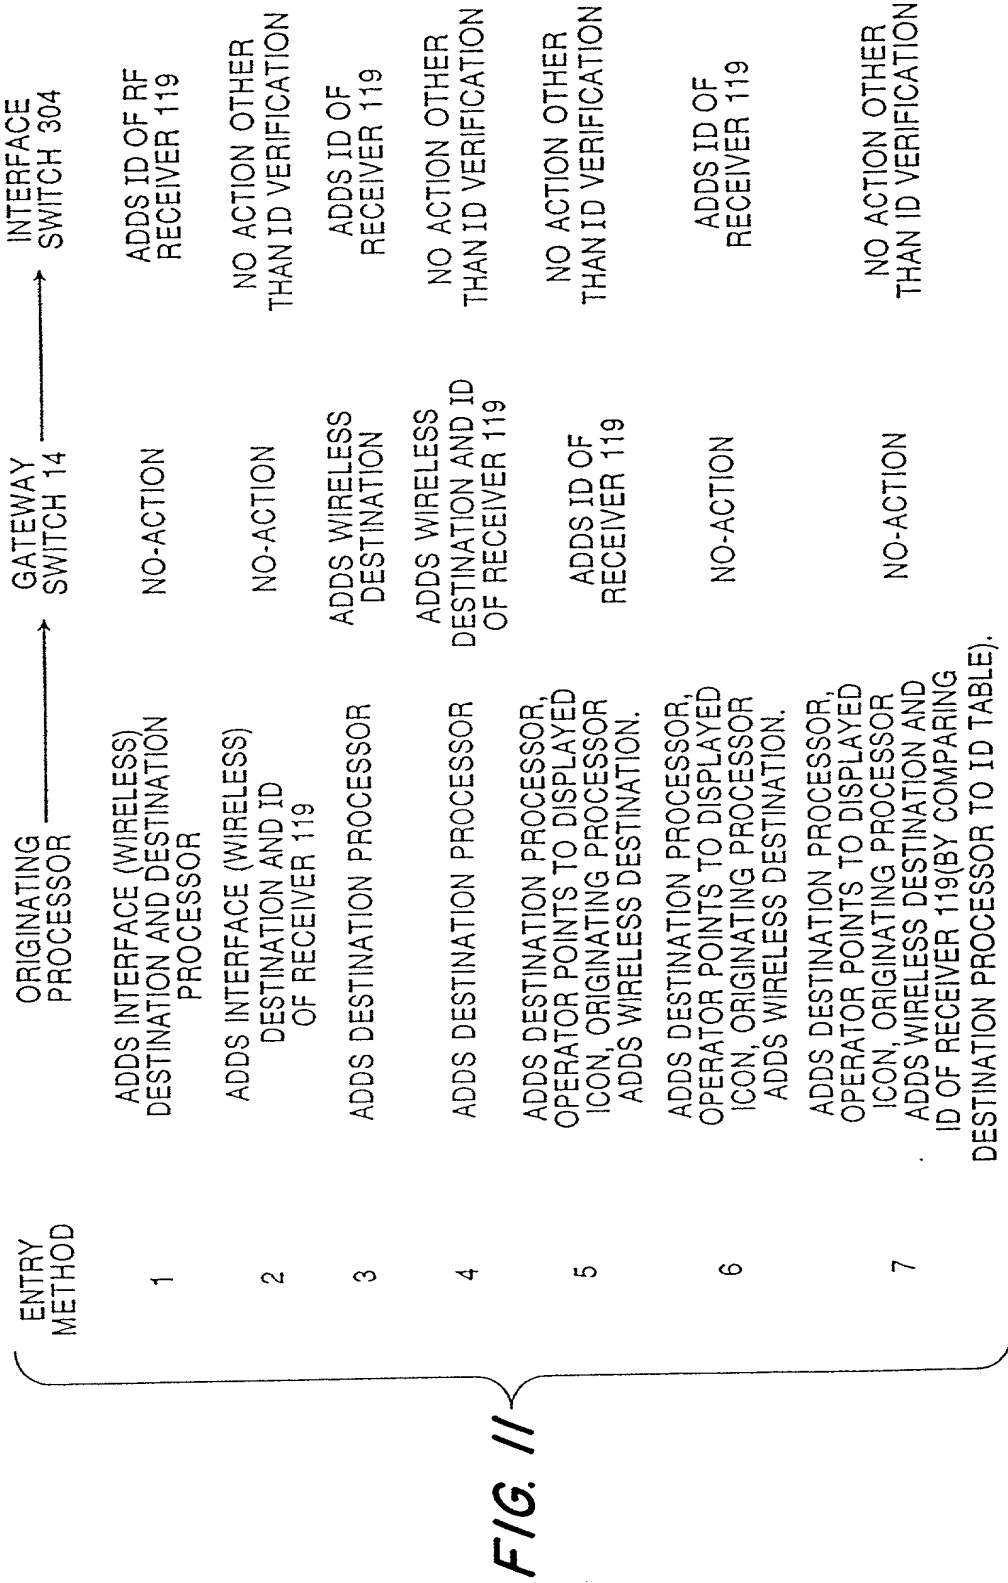 FIG. 11
ENTRY
METHOD
ORIGINATING
PROCESSOR
GATEWAY
SWITCH 14
INTERFACE
SWITCH 304
1
ADDS INTERFACE (WIRELESS)
DESTINATION AND DESTINATION
PROCESSOR
NO-ACTION
ADDS ID OF RF
RECEIVER 119
2
ADDS INTERFACE (WIRELESS)
DESTINATION AND ID
OF RECEIVER 119
NO-ACTION
NO ACTION OTHER
THAN ID VERIFICATION
3
ADDS DESTINATION PROCESSOR
ADDS WIRELESS
DESTINATION
ADDS ID OF
RECEIVER 119
4
ADDS DESTINATION PROCESSOR
ADDS WIRELESS
DESTINATION AND ID
OF RECEIVER 119
NO ACTION OTHER
THAN ID VERIFICATION
5
ADDS DESTINATION PROCESSOR,
OPERATOR POINTS TO DISPLAYED
ICON, ORIGINATING PROCESSOR
ADDS WIRELESS DESTINATION.
ADDS ID OF
RECEIVER 119
NO ACTION OTHER
THAN ID VERIFICATION
6
ADDS DESTINATION PROCESSOR,
OPERATOR POINTS TO DISPLAYED
ICON, ORIGINATING PROCESSOR
ADDS WIRELESS DESTINATION.
NO-ACTION
ADDS ID OF
RECEIVER 119
7
ADDS DESTINATION PROCESSOR,
OPERATOR POINTS TO DISPLAYED
ICON, ORIGINATING PROCESSOR
ADDS WIRELESS DESTINATION AND
ID OF RECEIVER 119(BY COMPARING
DESTINATION PROCESSOR TO ID TABLE).
NO-ACTION
NO ACTION OTHER
THAN ID VERIFICATION